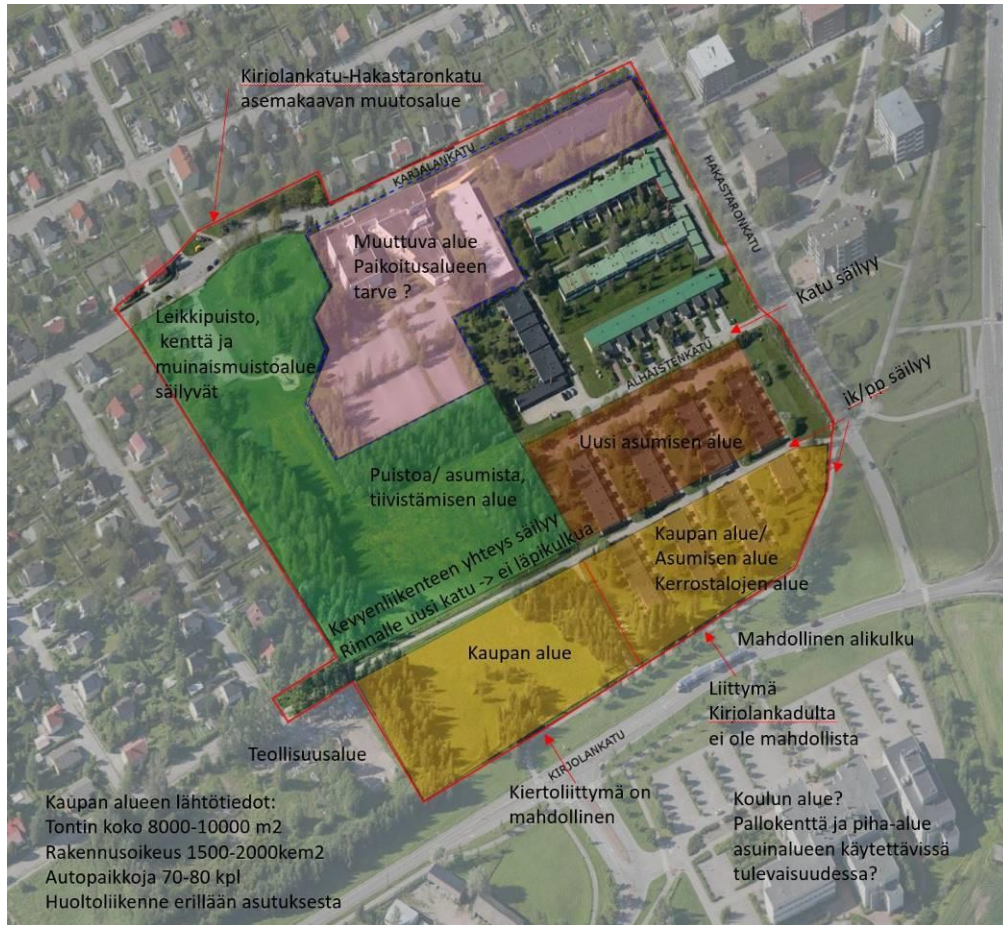 Kirjolankatu-Hakastaronkatu
asemakaavan muutosalue
KARJALANKATU
HAKASTARONKATU
Muuttuva alue
Paikoitusalueen
tarve ?
Katu säilyy
Leikkipuisto,
kenttä ja
muinaismuistoalue
säilyvät
ALHAISTENKATU
ik/pp säilyy
Uusi asumisen alue
Puistoa/ asumista,
tiivistämisen alue
Kevyenliikenteen yhteys säilyy
Rinnalle uusi katu -> ei läpikulkua
Kaupan alue/
Asumisen alue
Kerrostalojen alue
Kaupan alue
Mahdollinen alikulku
Liittymä
Kirjolankadulta
ei ole mahdollista
Teollisuusalue
KIRJOLANKATU
Kiertoliittymä on
mahdollinen
Kaupan alueen lähtötiedot:
Tontin koko 8000-10000 m2
Rakennusoikeus 1500-2000kem2
Autopaikkoja 70-80 kpl
Huoltoliikenne erillään asutuksesta
Koulun alue?
Pallokenttä ja piha-alue
asuinalueen käytettävissä
tulevaisuudessa?